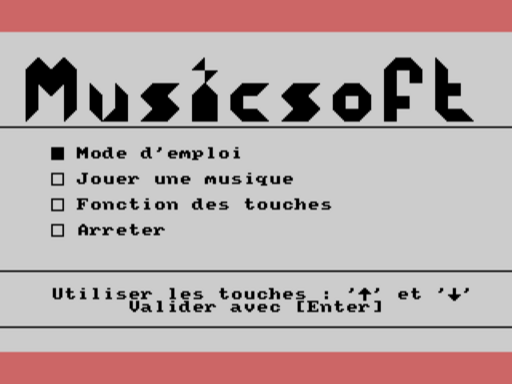 Musicsoft
Mode d'emploi
Jouer une musique
Fonction des touches
Arreter
Utiliser les touches : '↑' et '↓'
Valider avec [Enter]